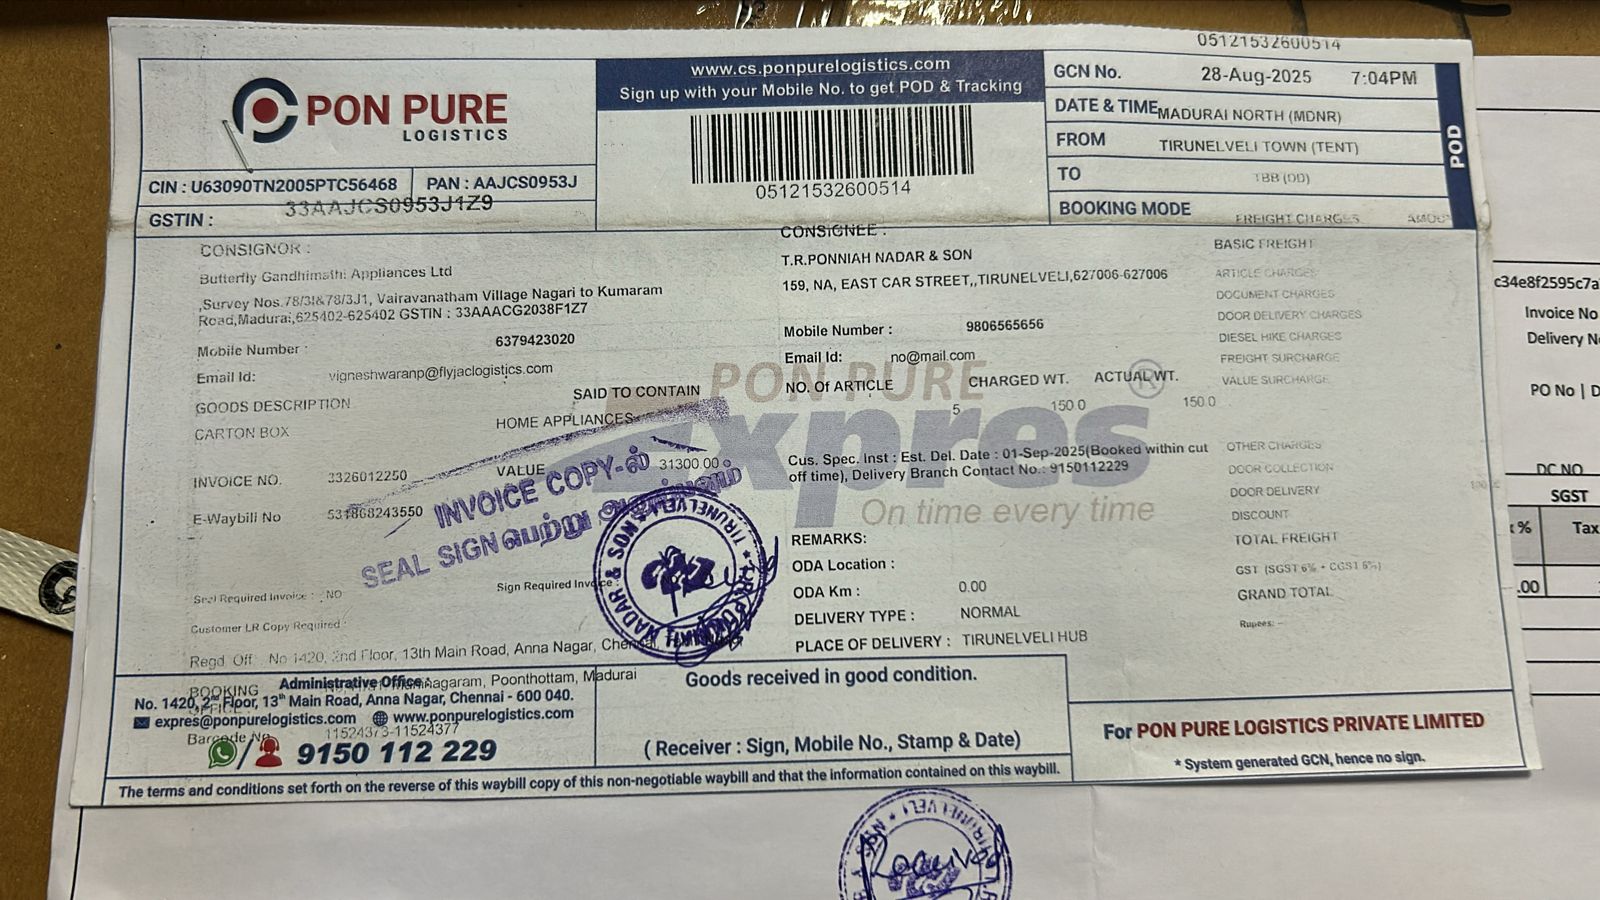 05121532600514
PON PURE
LOGISTICS
www.cs.ponpurelogistics.com
Sign up with your Mobile No. to get POD & Tracking
05121532600514
GCN No.
28-Aug-2025 7:04PM
DATE & TIME
MADURAI NORTH (MDNR)
FROM
TIRUNELVELI TOWN (TENT)
TO
TBB (DD)
BOOKING MODE
POD
CIN : U63090TN2005PTC56468
PAN : AAJCS0953J
GSTIN :
33AAJCS0953J1Z9
CONSIGNOR :
Butterfly Gandhimathi Appliances Ltd
,Survey Nos.78/3I&78/3J1, Vairavanatham Village Nagari to Kumaram
Road,Madurai,625402-625402 GSTIN : 33AAACG2038F1Z7
Mobile Number : 6379423020
Email Id: vigneshwaranp@flyjaclogistics.com
GOODS DESCRIPTION SAID TO CONTAIN
CARTON BOX HOME APPLIANCES
INVOICE NO. 3326012250 VALUE 31300.00
E-Waybill No 531868243550
INVOICE COPY-ல்
SEAL SIGN பெற்று
Seal Required Invoice : NO Sign Required Invoice :
Customer LR Copy Required :
Regd. Off : No 1420, 2nd Floor, 13th Main Road, Anna Nagar, Chennai,
CONSIGNEE :
T.R.PONNIAH NADAR & SON
159, NA, EAST CAR STREET,,TIRUNELVELI,627006-627006
Mobile Number : 9806565656
Email Id: no@mail.com
NO. Of ARTICLE CHARGED WT. ACTUAL WT.
5 150.0 150.0
PON PURE
Expres
On time every time
Cus. Spec. Inst : Est. Del. Date : 01-Sep-2025(Booked within cut
off time), Delivery Branch Contact No.: 9150112229
REMARKS:
ODA Location :
ODA Km : 0.00
DELIVERY TYPE : NORMAL
PLACE OF DELIVERY : TIRUNELVELI HUB
FREIGHT CHARGES
BASIC FREIGHT
ARTICLE CHARGES
DOCUMENT CHARGES
DOOR DELIVERY CHARGES
DIESEL HIKE CHARGES
FREIGHT SURCHARGE
VALUE SURCHARGE
OTHER CHARGES
DOOR COLLECTION
DOOR DELIVERY
DISCOUNT
TOTAL FREIGHT
GST (SGST 6% + CGST 6%)
GRAND TOTAL
Rupees: -
BOOKING
Poonthottam, Madurai
Administrative Office :
No. 1420, 2nd Floor, 13th Main Road, Anna Nagar, Chennai - 600 040.
expres@ponpurelogistics.com www.ponpurelogistics.com
Barcode No 11524373-11524377
9150 112 229
Goods received in good condition.
( Receiver : Sign, Mobile No., Stamp & Date)
For PON PURE LOGISTICS PRIVATE LIMITED
* System generated GCN, hence no sign.
The terms and conditions set forth on the reverse of this waybill copy of this non-negotiable waybill and that the information contained on this waybill.
NADAR & SON ★ TIRUNELVELI ★
TIRUNELVELI
c34e8f2595c7a
Invoice No
PO No
DC NO
SGST
%
.00